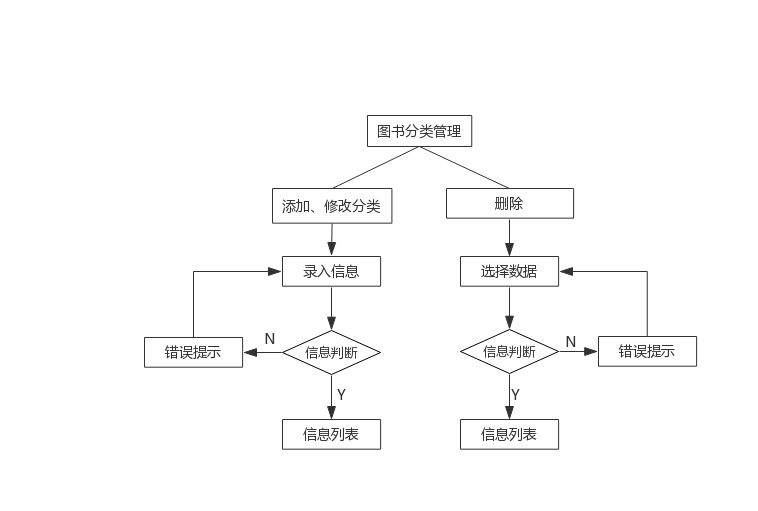 图书分类管理
添加、修改分类
删除
录入信息
选择数据
错误提示
N
信息判断
信息判断
N
错误提示
Y
Y
信息列表
信息列表